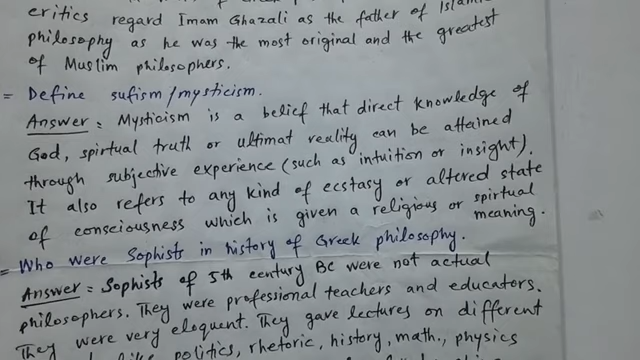 critics regard Imam Ghazali as the father of Islamic
philosophy as he was the most original and the greatest
of Muslim philosophers.
= Define sufism/mysticism.
Answer: Mysticism is a belief that direct knowledge of
God, spirtual truth or ultimat reality can be attained
through subjective experience (such as intuition or insight).
It also refers to any kind of ecstasy or altered state
of consciousness which is given a religious or spirtual
meaning.
= Who were Sophists in history of Greek philosophy.
Answer = Sophists of 5th century BC were not actual
philosophers. They were professional teachers and educators.
They were very eloquent. They gave lectures on different
like politics, rhetoric, history, math., physics